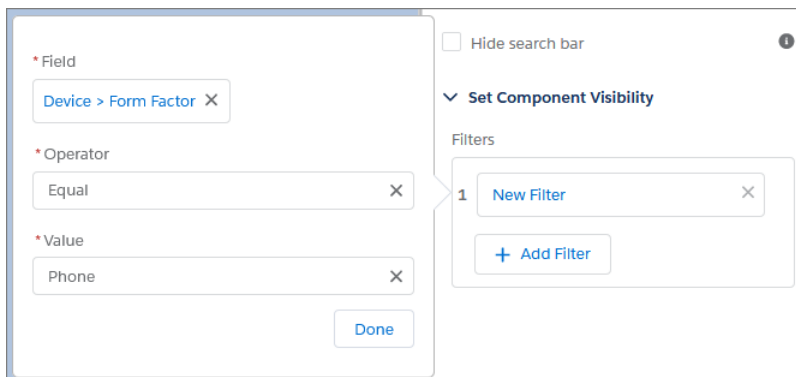 * Field
Device > Form Factor
* Operator
Equal
* Value
Phone
Done
Hide search bar
Set Component Visibility
Filters
1 New Filter
+ Add Filter